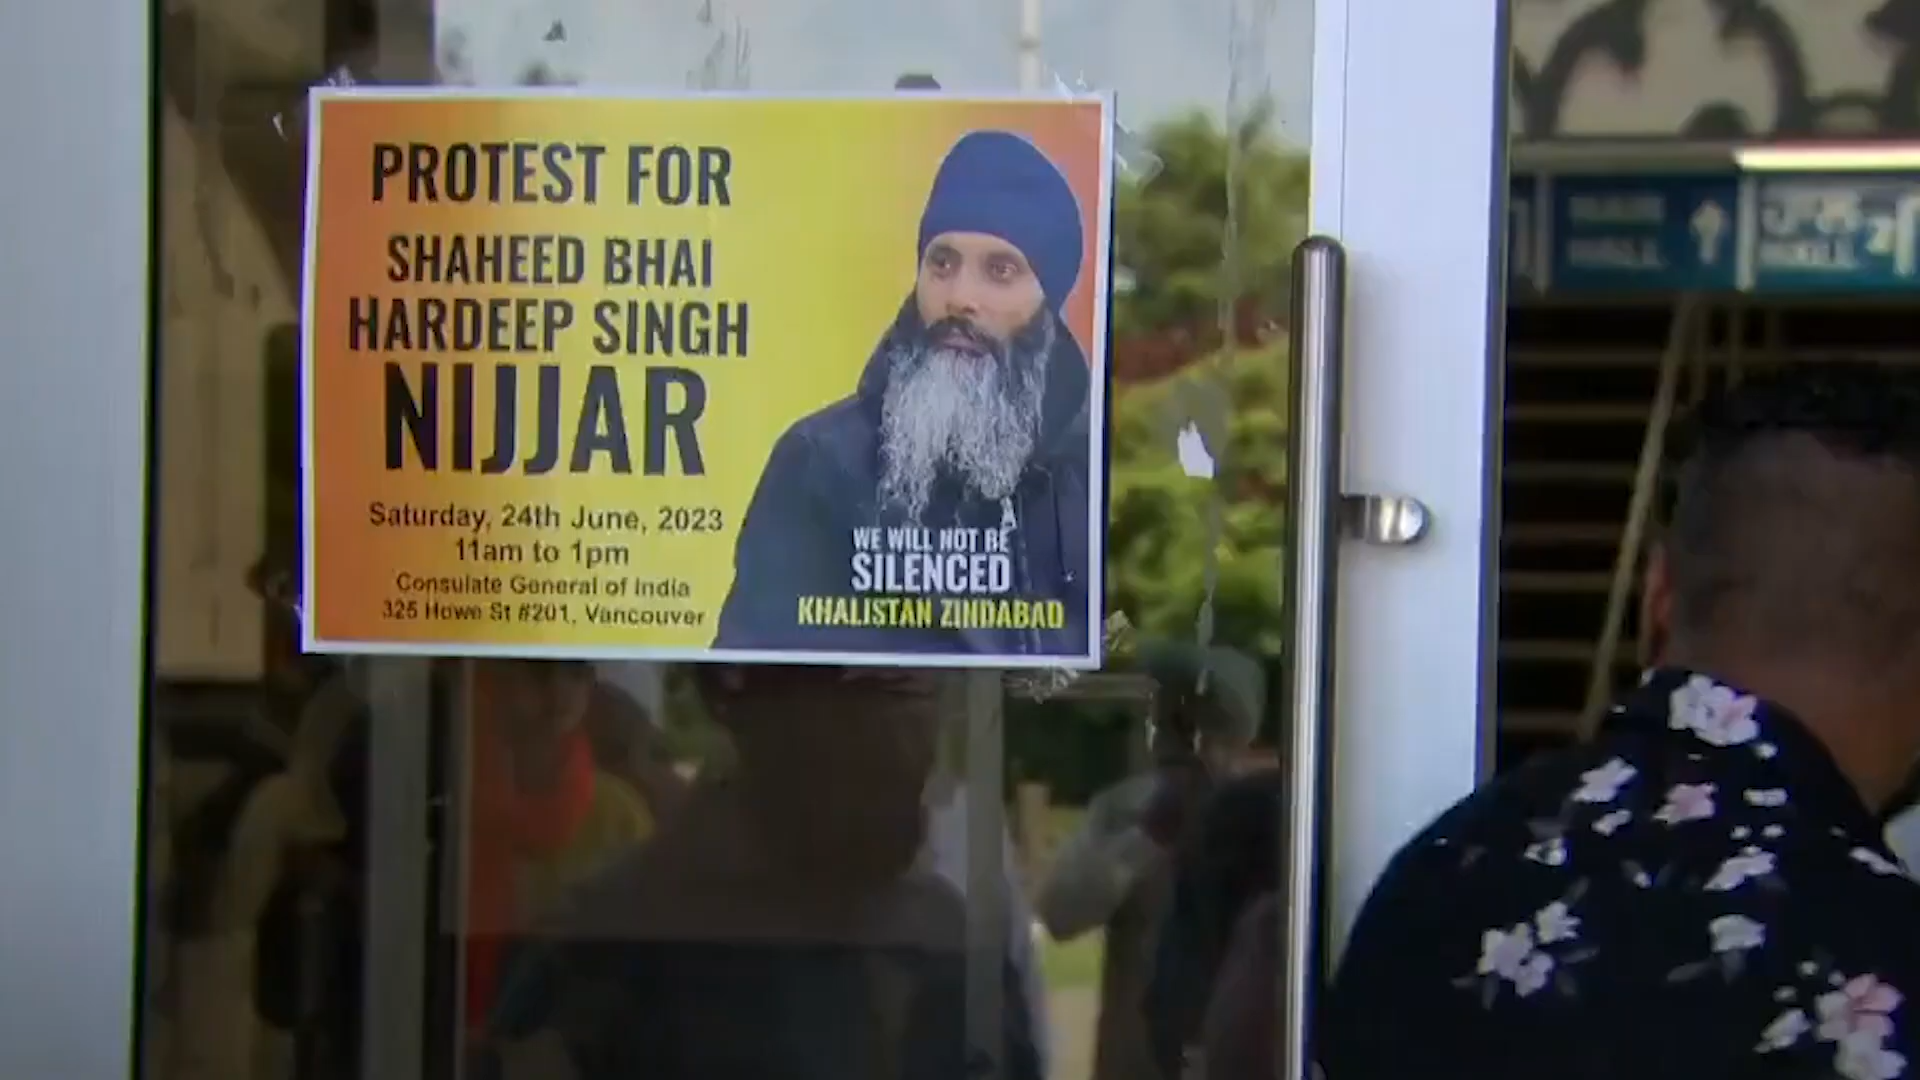 PROTEST FOR
SHAHEED BHAI
HARDEEP SINGH
NIJJAR
Saturday, 24th June, 2023
11am to 1pm
Consulate General of India
325 Howe St #201, Vancouver
WE WILL NOT BE
SILENCED
KHALISTAN ZINDABAD
HALL